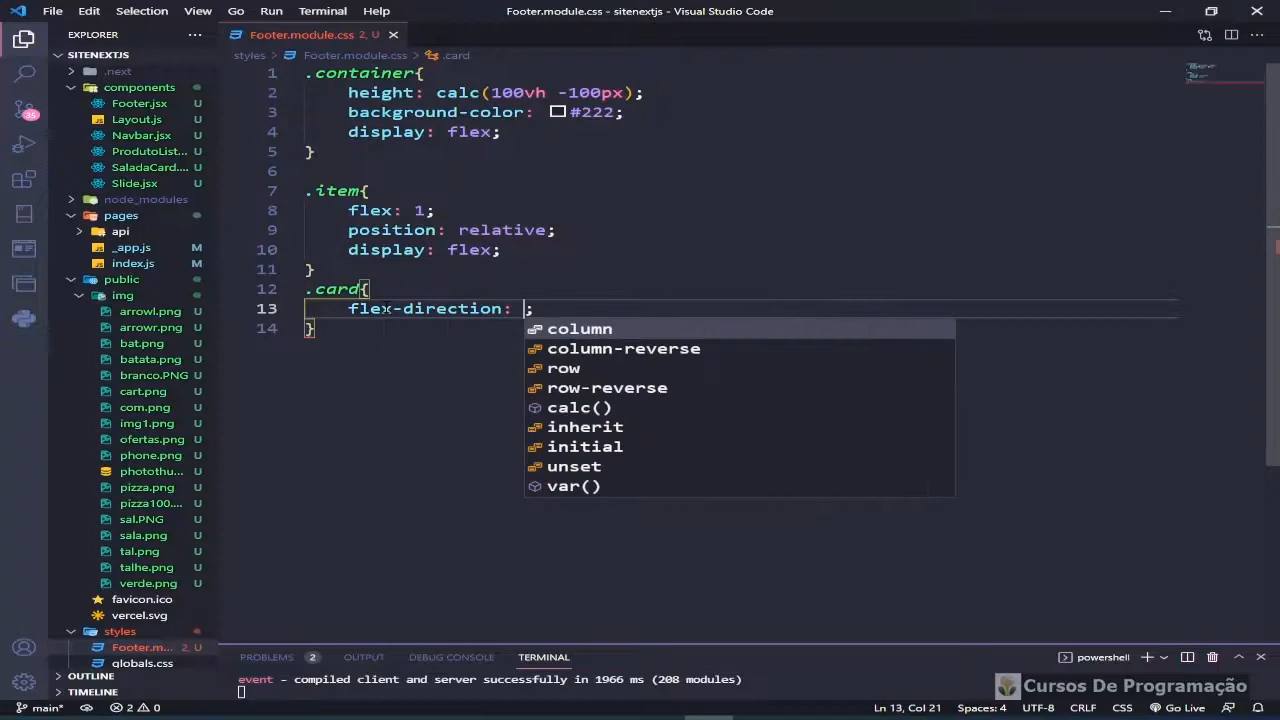 File Edit Selection View Go Run Terminal Help Footer.module.css - sitenextjs - Visual Studio Code
EXPLORER ...
SITENEXTJS
.next
components
Footer.jsx U
Layout.js U
Navbar.jsx U
ProdutoList... U
SaladaCard.... U
Slide.jsx U
node_modules
pages
api
_app.js M
index.js M
public
img
arrowl.png U
arrowr.png U
bat.png U
batata.png U
branco.PNG U
cart.png U
com.png U
img1.png U
ofertas.png U
phone.png U
photothu... U
pizza.png U
pizza100.... U
sal.PNG U
sala.png U
tal.png U
talhe.png U
verde.png U
favicon.ico
vercel.svg
styles
Footer.m... 2, U
globals.css
OUTLINE
TIMELINE
35
Footer.module.css 2, U
styles > Footer.module.css > .card
1 .container{
2 height: calc(100vh -100px);
3 background-color: #222;
4 display: flex;
5 }
6
7 .item{
8 flex: 1;
9 position: relative;
10 display: flex;
11 }
12 .card{
13 flex-direction: ;
14 }
column
column-reverse
row
row-reverse
calc()
inherit
initial
unset
var()
PROBLEMS 2 OUTPUT DEBUG CONSOLE TERMINAL powershell
event - compiled client and server successfully in 1966 ms (208 modules)
Cursos De Programação
main* 2 0 Ln 13, Col 21 Spaces: 4 UTF-8 CRLF CSS Go Live